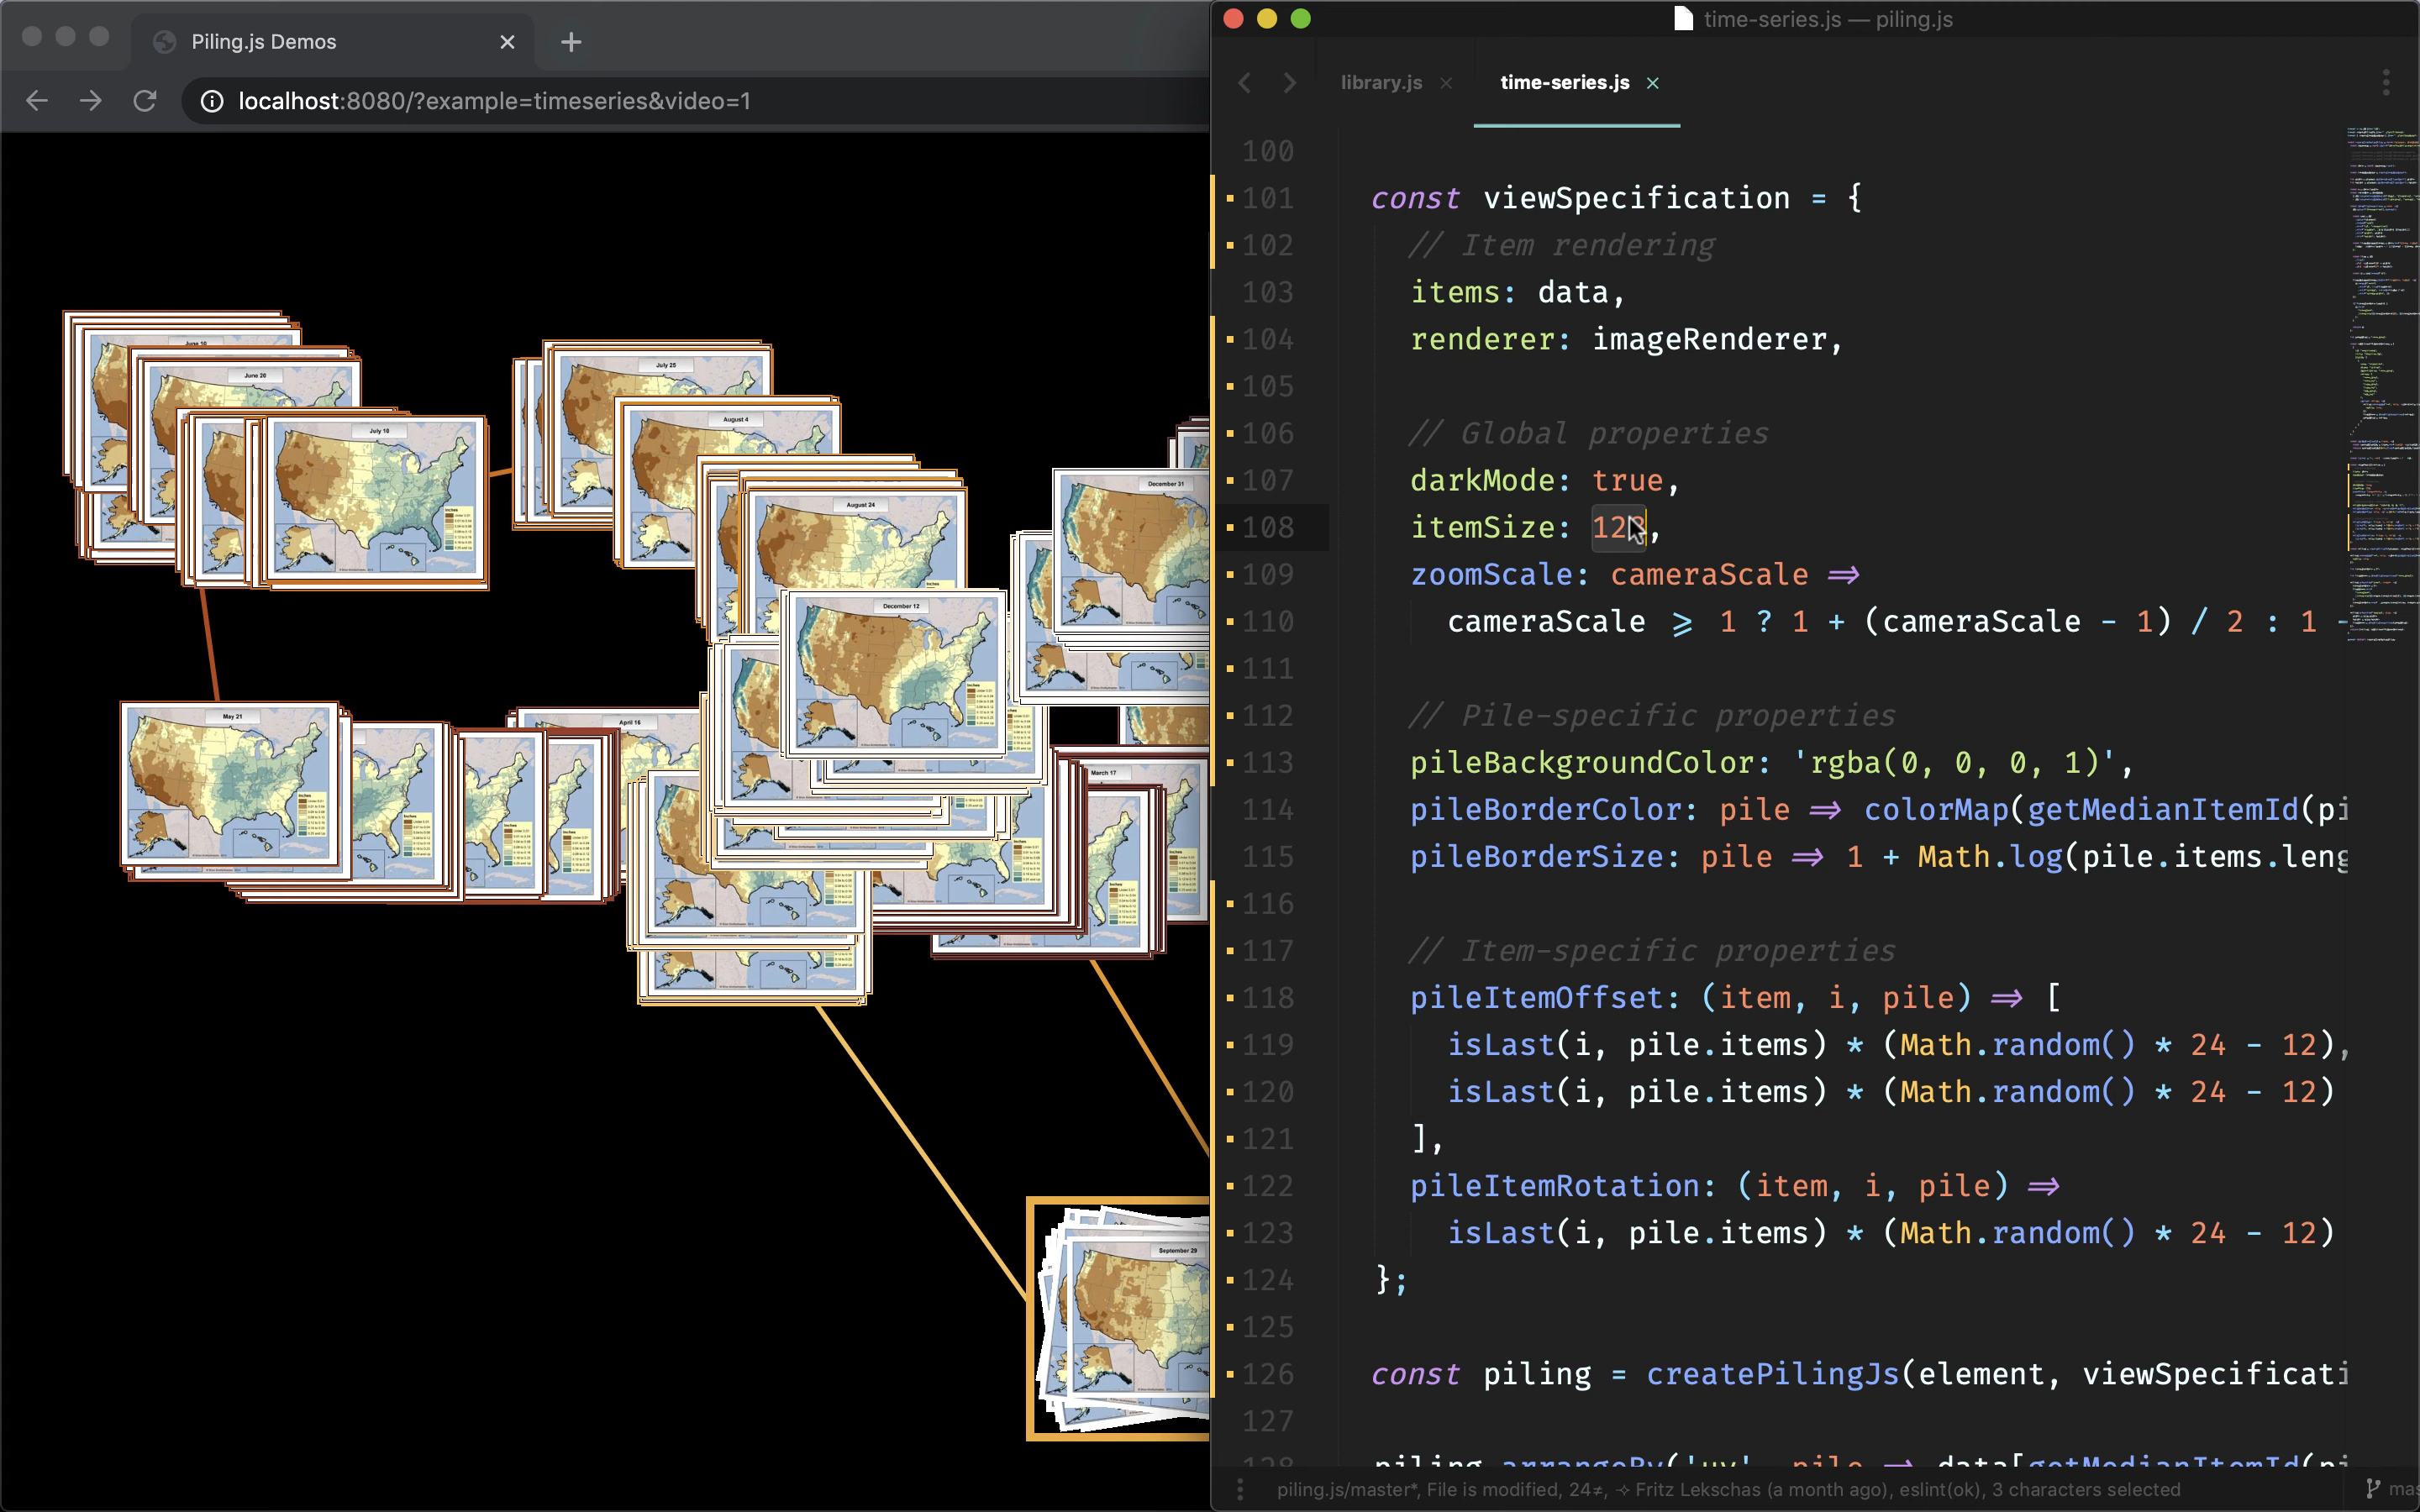 Piling.js Demos
localhost:8080/?example=timeseries&video=1
June 10
June 20
July 10
July 25
August 4
August 24
December 12
December 31
May 21
April 16
March 17
September 29
time-series.js — piling.js
library.js
time-series.js
100
101 const viewSpecification = {
102 // Item rendering
103 items: data,
104 renderer: imageRenderer,
105
106 // Global properties
107 darkMode: true,
108 itemSize: ,
109 zoomScale: cameraScale ⇒
110 cameraScale ⩾ 1 ? 1 + (cameraScale - 1) / 2 : 1 -
111
112 // Pile-specific properties
113 pileBackgroundColor: 'rgba(0, 0, 0, 1)',
114 pileBorderColor: pile ⇒ colorMap(getMedianItemId(pi
115 pileBorderSize: pile ⇒ 1 + Math.log(pile.items.leng
116
117 // Item-specific properties
118 pileItemOffset: (item, i, pile) ⇒ [
119 isLast(i, pile.items) * (Math.random() * 24 - 12),
120 isLast(i, pile.items) * (Math.random() * 24 - 12)
121 ],
122 pileItemRotation: (item, i, pile) ⇒
123 isLast(i, pile.items) * (Math.random() * 24 - 12)
124 };
125
126 const piling = createPilingJs(element, viewSpecificati
127
128 piling.arrangeBy('uv', pile ⇒ data[getMedianItemId(pi
piling.js/master*, File is modified, 24≠, Fritz Lekschas (a month ago), eslint(ok), 3 characters selected
mas